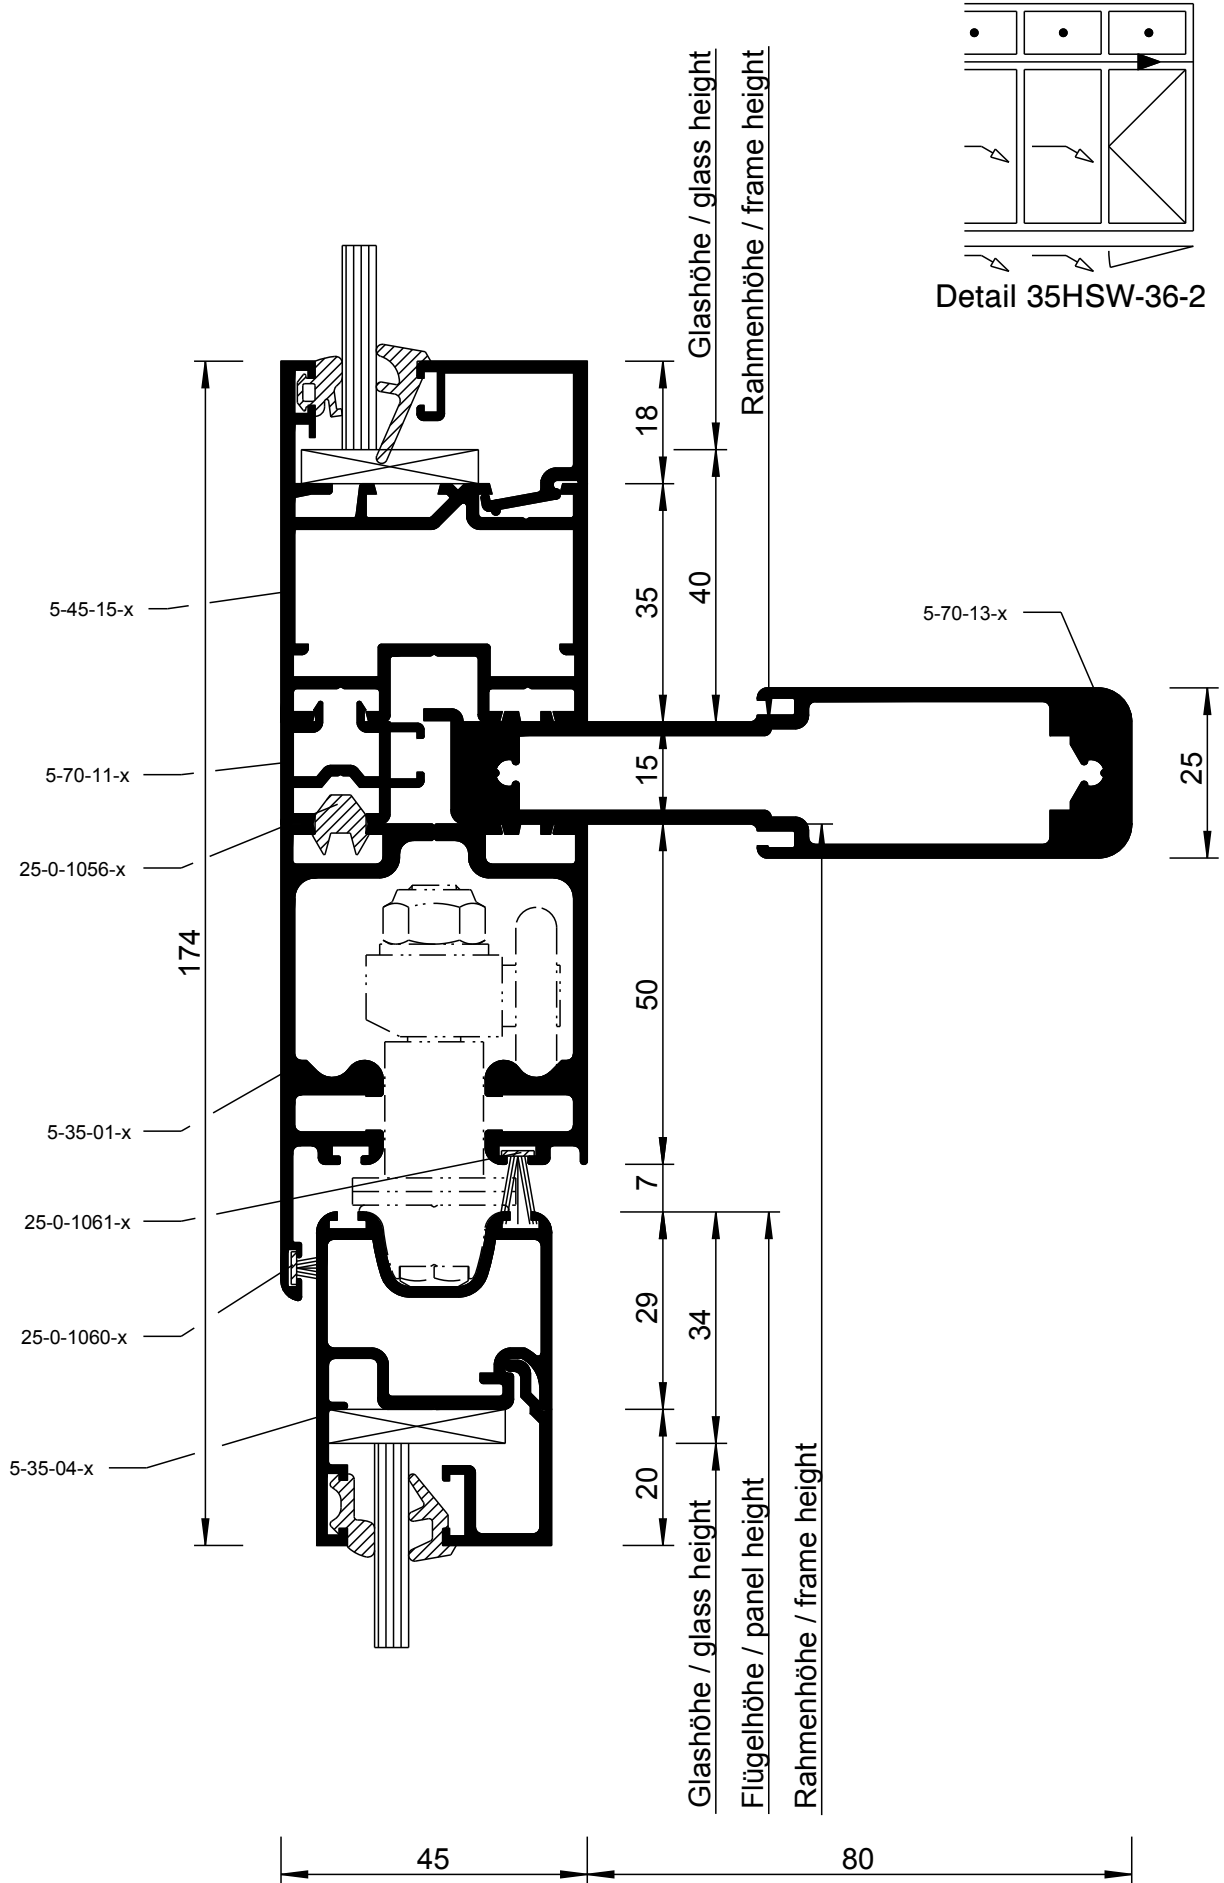 Glashöhe / glass height
Rahmenhöhe / frame height
Detail 35HSW-36-2
18
35
40
5-45-15-x
5-70-13-x
5-70-11-x
15
25
25-0-1056-x
174
50
5-35-01-x
7
25-0-1061-x
29
34
25-0-1060-x
5-35-04-x
20
Glashöhe / glass height
Flügelhöhe / panel height
Rahmenhöhe / frame height
45
80